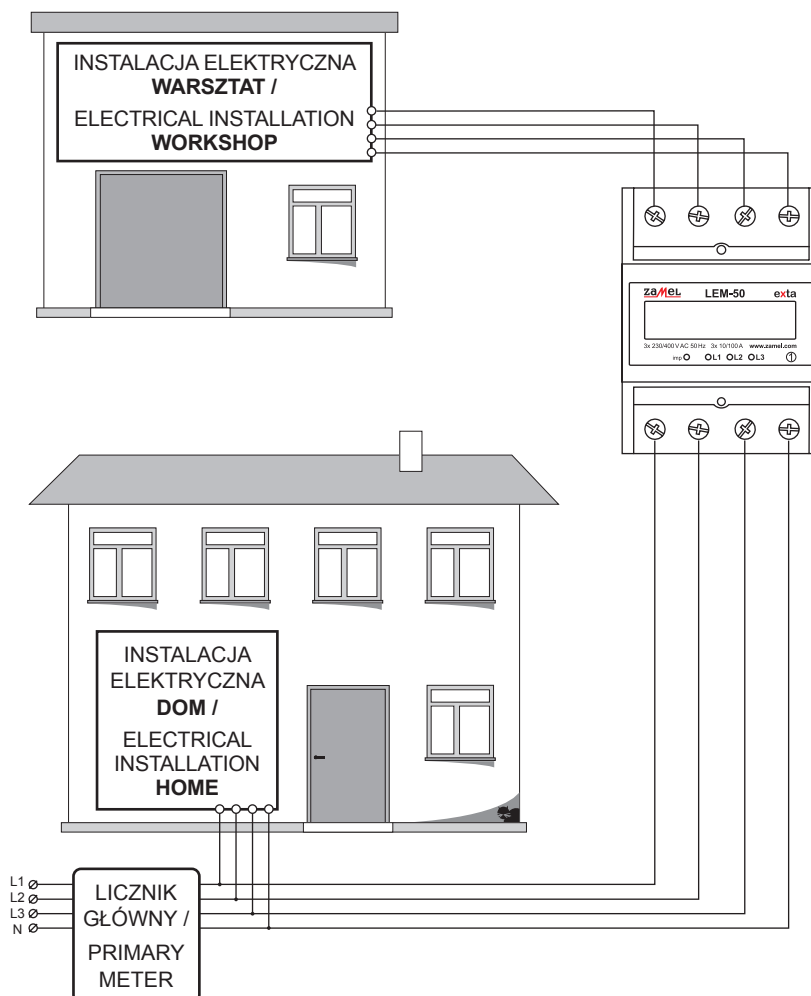 INSTALACJA ELEKTRYCZNA
WARSZTAT /
ELECTRICAL INSTALLATION
WORKSHOP
zaMeL LEM-50 exta
3x 230/400V AC 50 Hz 3x 10/100 A www.zamel.com
imp L1 L2 L3 1
INSTALACJA
ELEKTRYCZNA
DOM /
ELECTRICAL
INSTALLATION
HOME
L1
L2
L3
N
LICZNIK
GŁÓWNY /
PRIMARY
METER